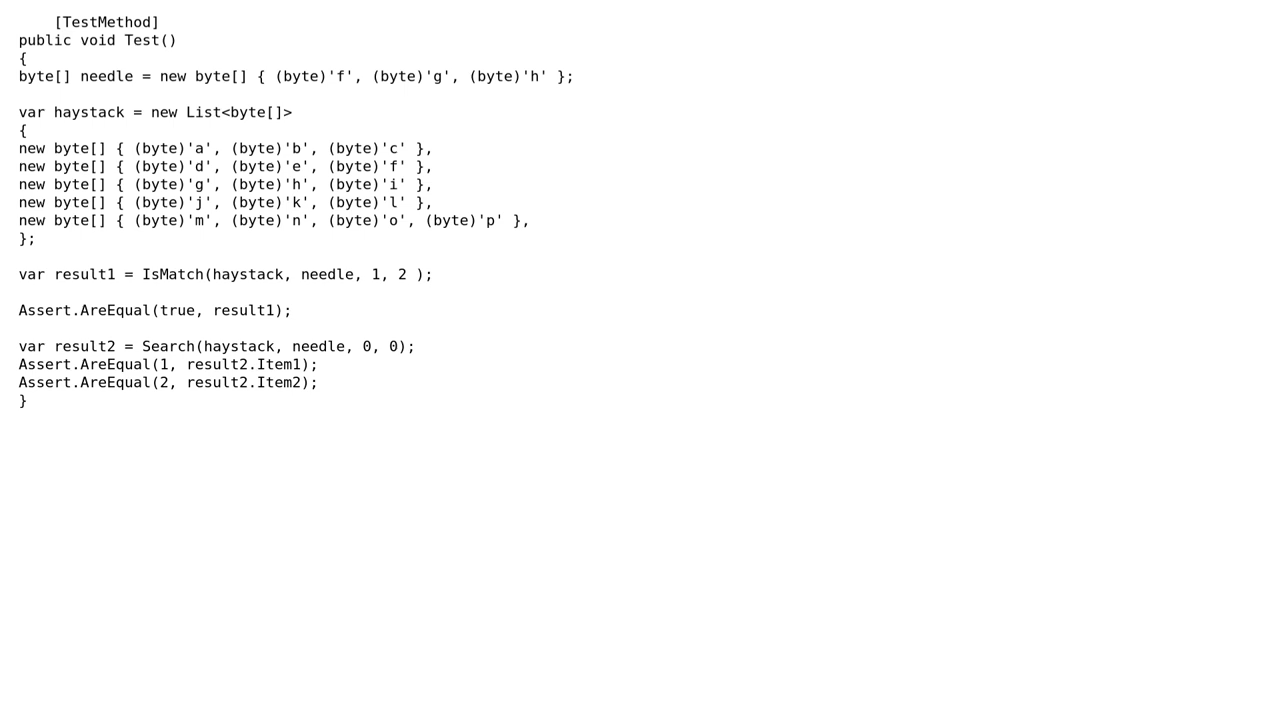 [TestMethod]
public void Test()
{
byte[] needle = new byte[] { (byte)'f', (byte)'g', (byte)'h' };
var haystack = new List<byte[]>
{
new byte[] { (byte)'a', (byte)'b', (byte)'c' },
new byte[] { (byte)'d', (byte)'e', (byte)'f' },
new byte[] { (byte)'g', (byte)'h', (byte)'i' },
new byte[] { (byte)'j', (byte)'k', (byte)'l' },
new byte[] { (byte)'m', (byte)'n', (byte)'o', (byte)'p' },
};
var result1 = IsMatch(haystack, needle, 1, 2 );
Assert.AreEqual(true, result1);
var result2 = Search(haystack, needle, 0, 0);
Assert.AreEqual(1, result2.Item1);
Assert.AreEqual(2, result2.Item2);
}